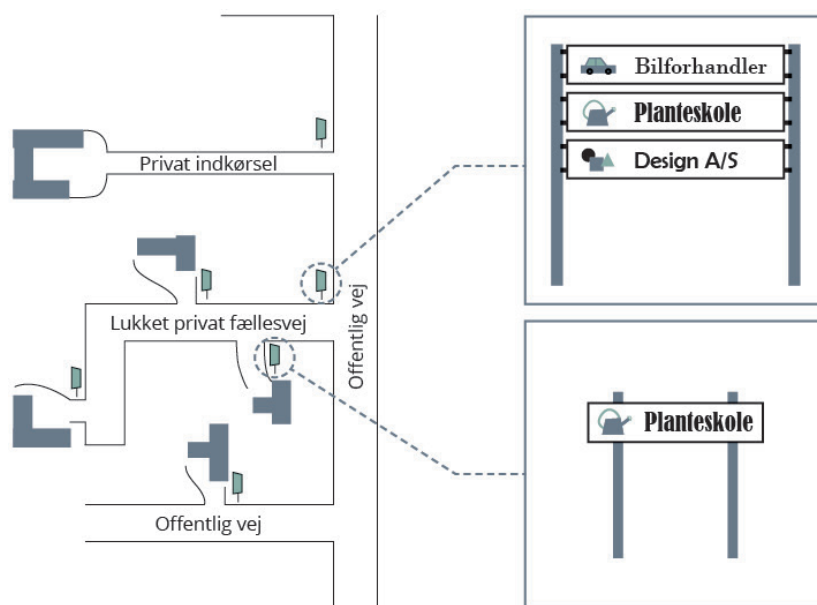 Privat indkørsel
Lukket privat fællesvej
Offentlig vej
Offentlig vej
Bilforhandler
Planteskole
Design A/S
Planteskole